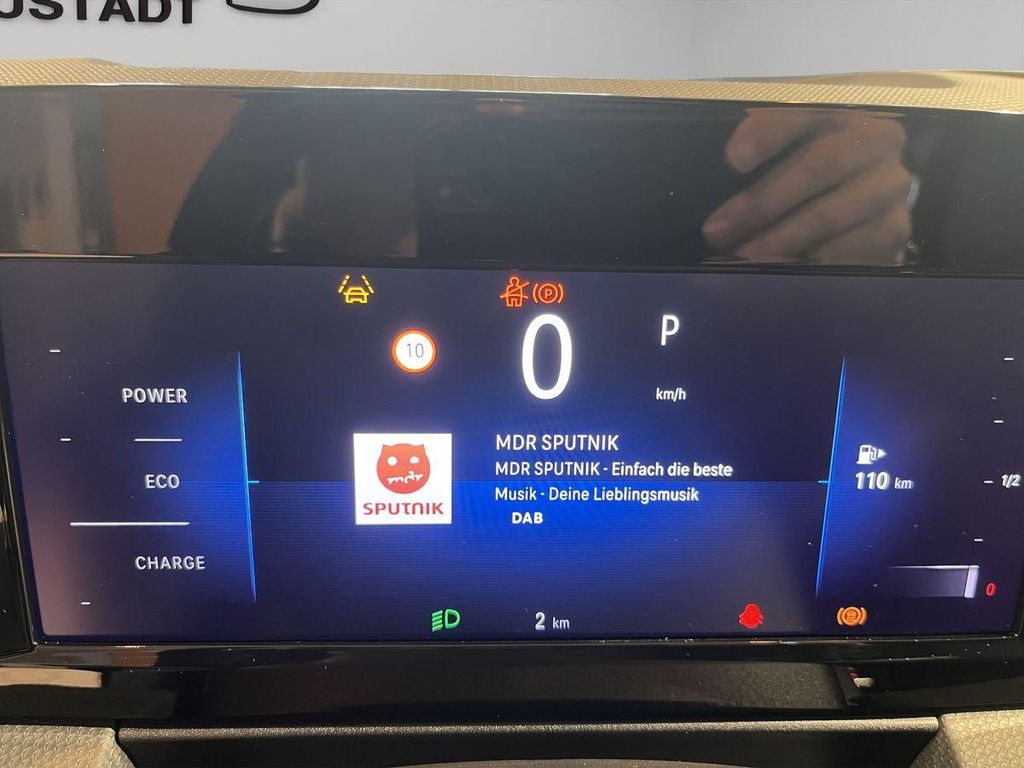 USTADT
10
0
P
km/h
POWER
ECO
CHARGE
mdr
SPUTNIK
MDR SPUTNIK
MDR SPUTNIK - Einfach die beste
Musik - Deine Lieblingsmusik
DAB
110 km
1/2
0
2 km